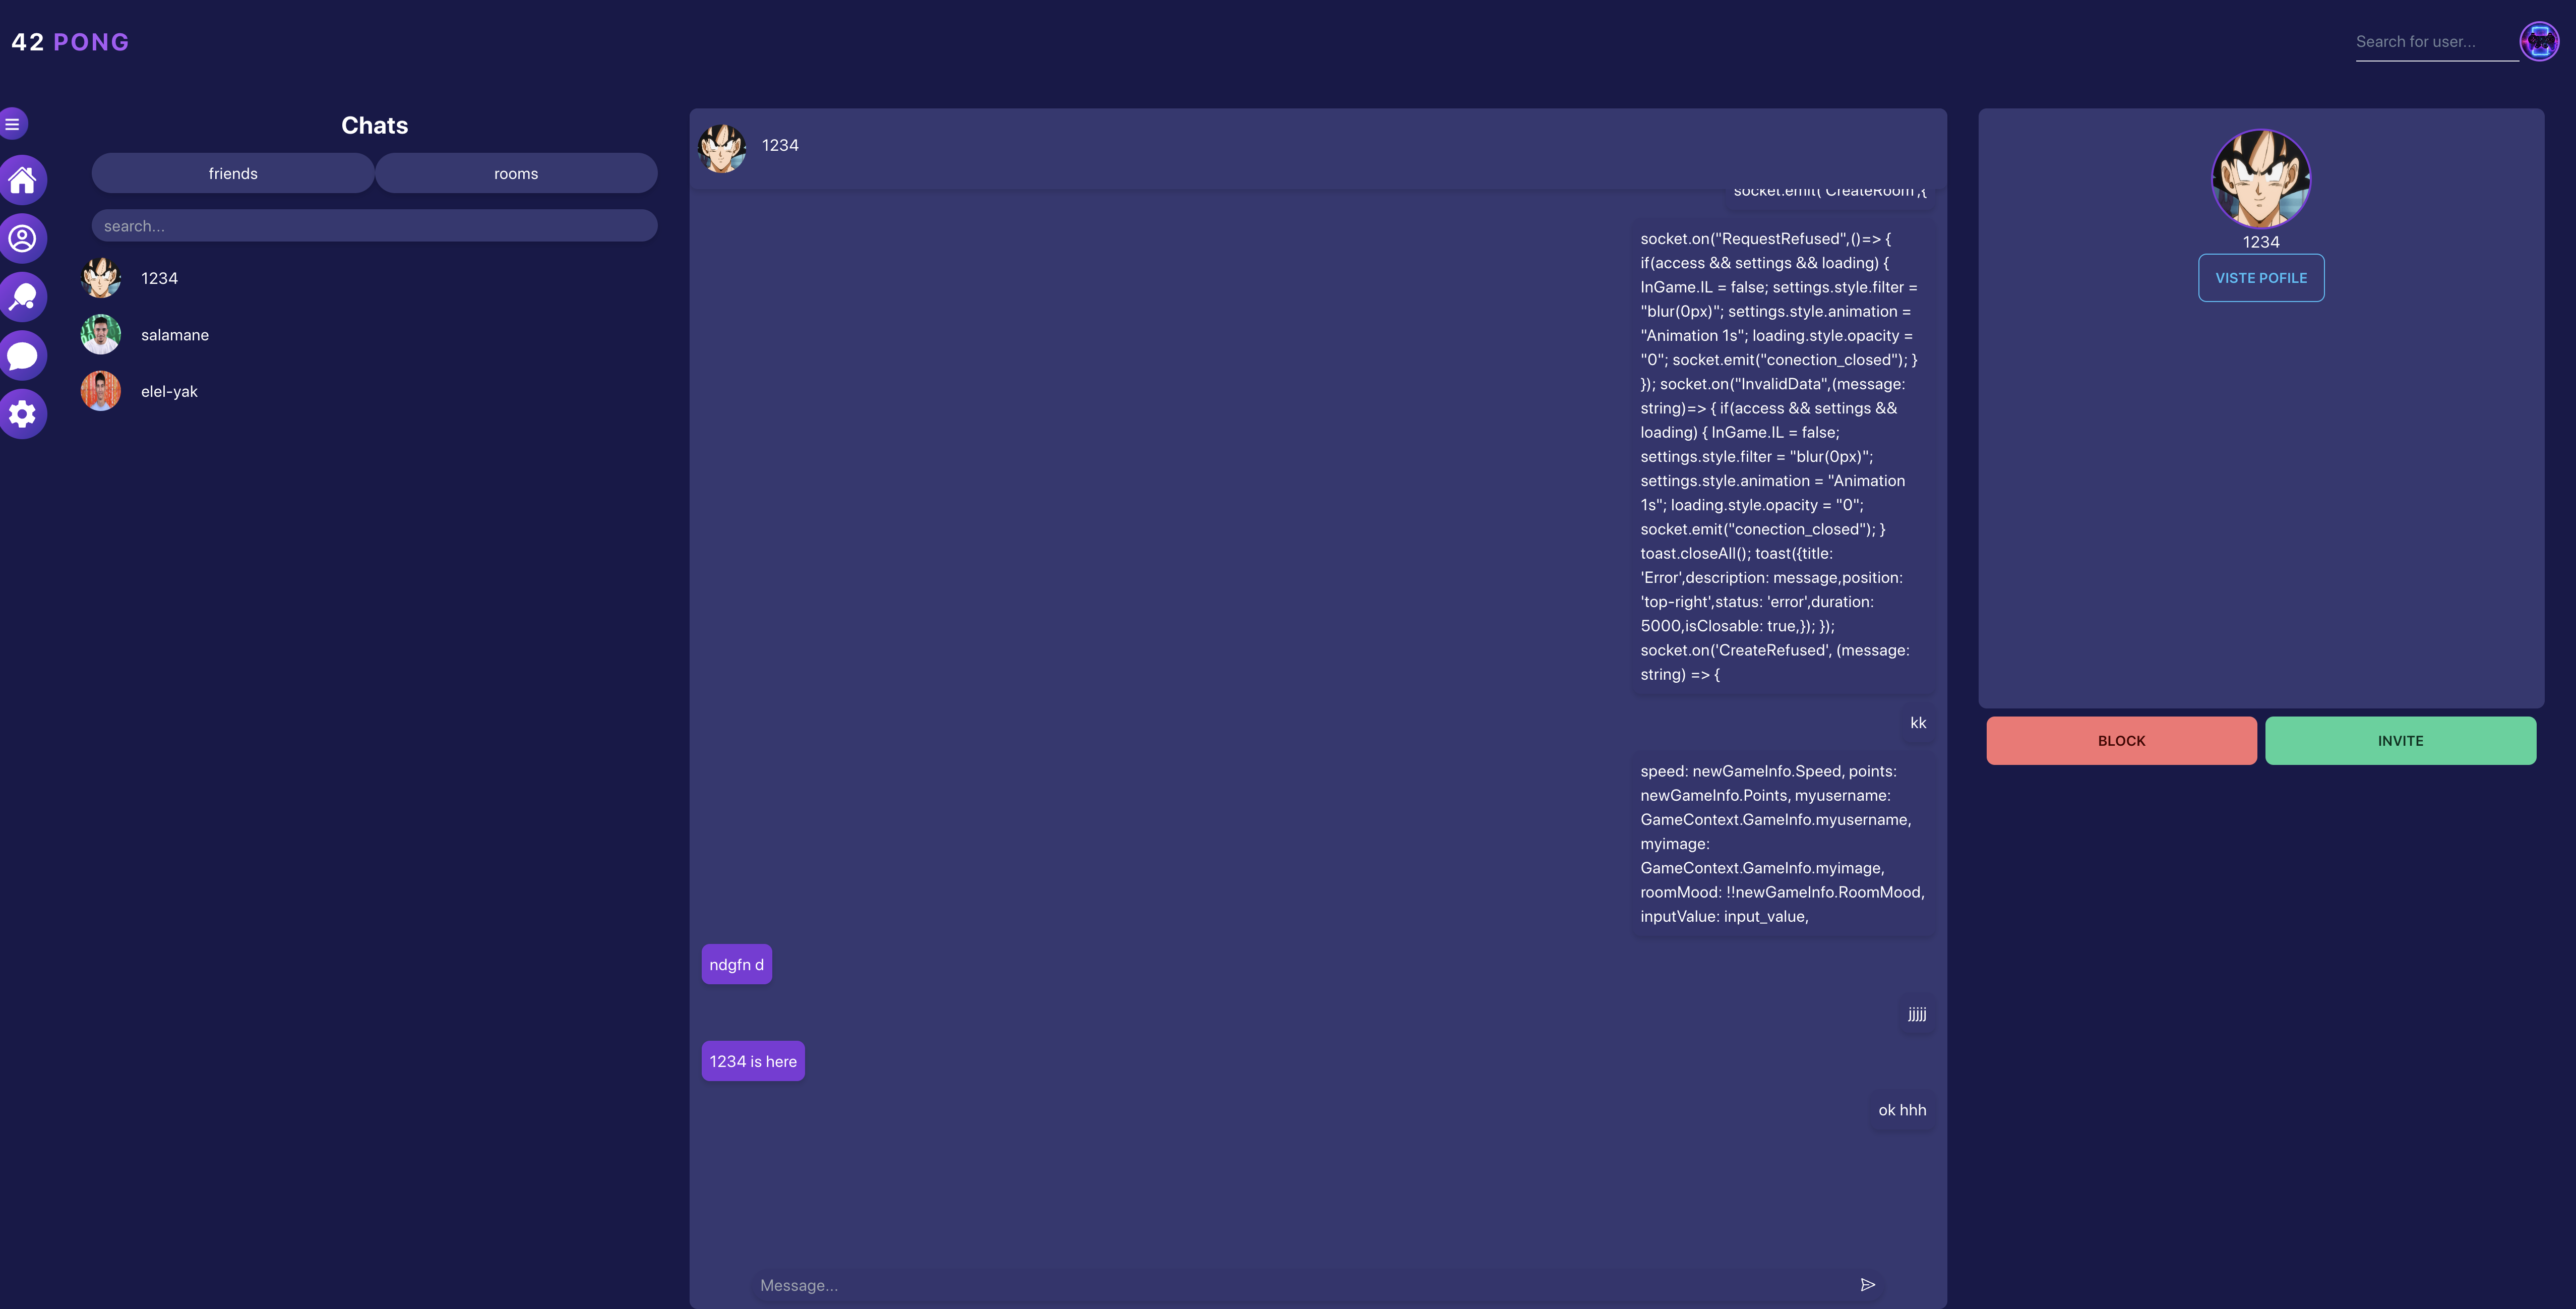 42 PONG
Search for user...
Chats
friends
rooms
search...
1234
salamane
elel-yak
1234
socket.emit('CreateRoom',{
socket.on("RequestRefused",()=> {
if(access && settings && loading) {
InGame.IL = false; settings.style.filter =
"blur(0px)"; settings.style.animation =
"Animation 1s"; loading.style.opacity =
"0"; socket.emit("conection_closed"); }
}); socket.on("InvalidData",(message:
string)=> { if(access && settings &&
loading) { InGame.IL = false;
settings.style.filter = "blur(0px)";
settings.style.animation = "Animation
1s"; loading.style.opacity = "0";
socket.emit("conection_closed"); }
toast.closeAll(); toast({title:
'Error',description: message,position:
'top-right',status: 'error',duration:
5000,isClosable: true,}); });
socket.on('CreateRefused', (message:
string) => {
kk
speed: newGameInfo.Speed, points:
newGameInfo.Points, myusername:
GameContext.GameInfo.myusername,
myimage:
GameContext.GameInfo.myimage,
roomMood: !!newGameInfo.RoomMood,
inputValue: input_value,
ndgfn d
jjjjj
1234 is here
ok hhh
Message...
1234
VISTE POFILE
BLOCK
INVITE